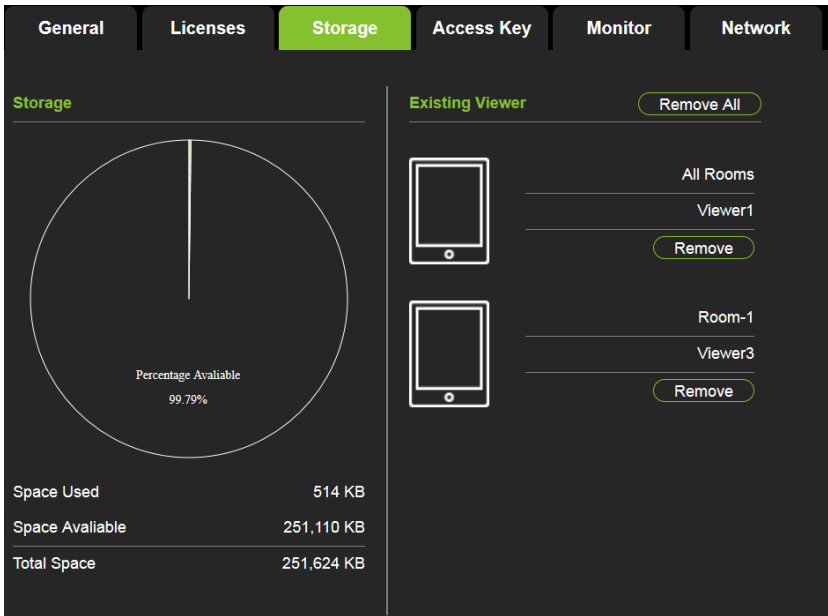 General Licenses Storage Access Key Monitor Network
Storage
Percentage Avaliable
99.79%
Space Used 514 KB
Space Avaliable 251,110 KB
Total Space 251,624 KB
Existing Viewer Remove All
All Rooms
Viewer1
Remove
Room-1
Viewer3
Remove